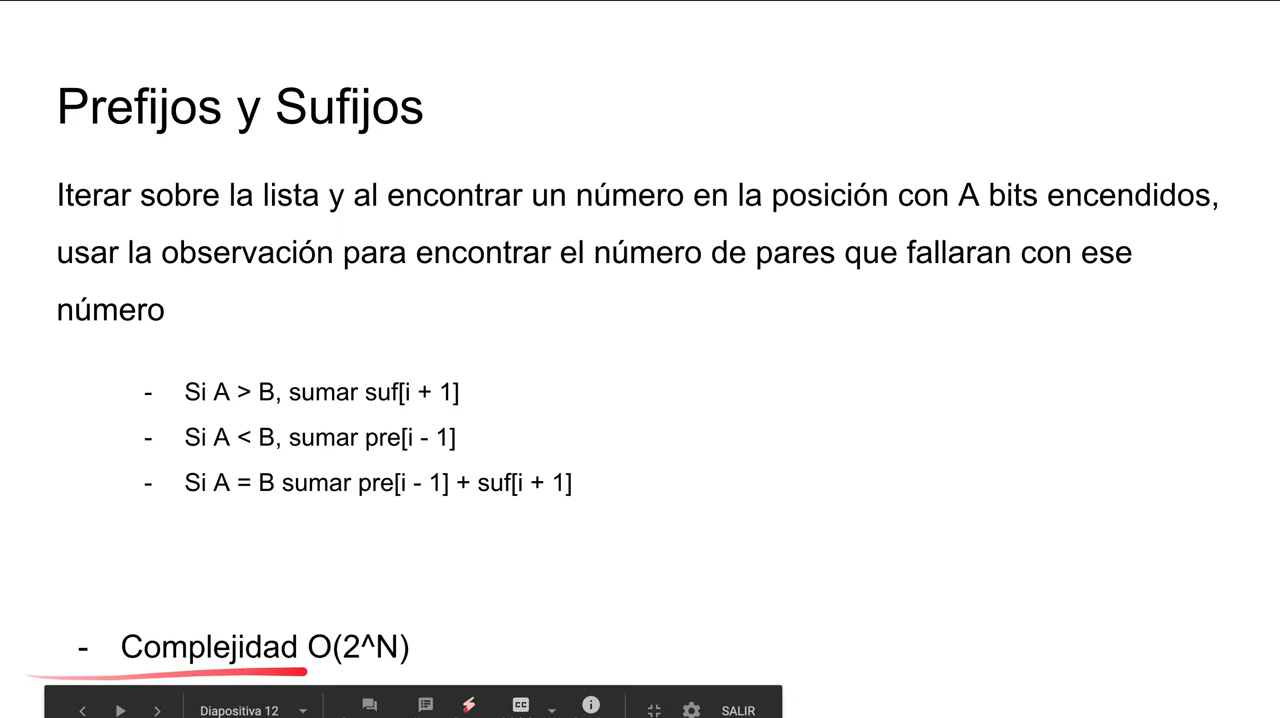 Prefijos y Sufijos
Iterar sobre la lista y al encontrar un número en la posición con A bits encendidos,
usar la observación para encontrar el número de pares que fallaran con ese
número
- Si A > B, sumar suf[i + 1]
- Si A < B, sumar pre[i - 1]
- Si A = B sumar pre[i - 1] + suf[i + 1]
- Complejidad O(2^N)
Diapositiva 12 CC SALIR